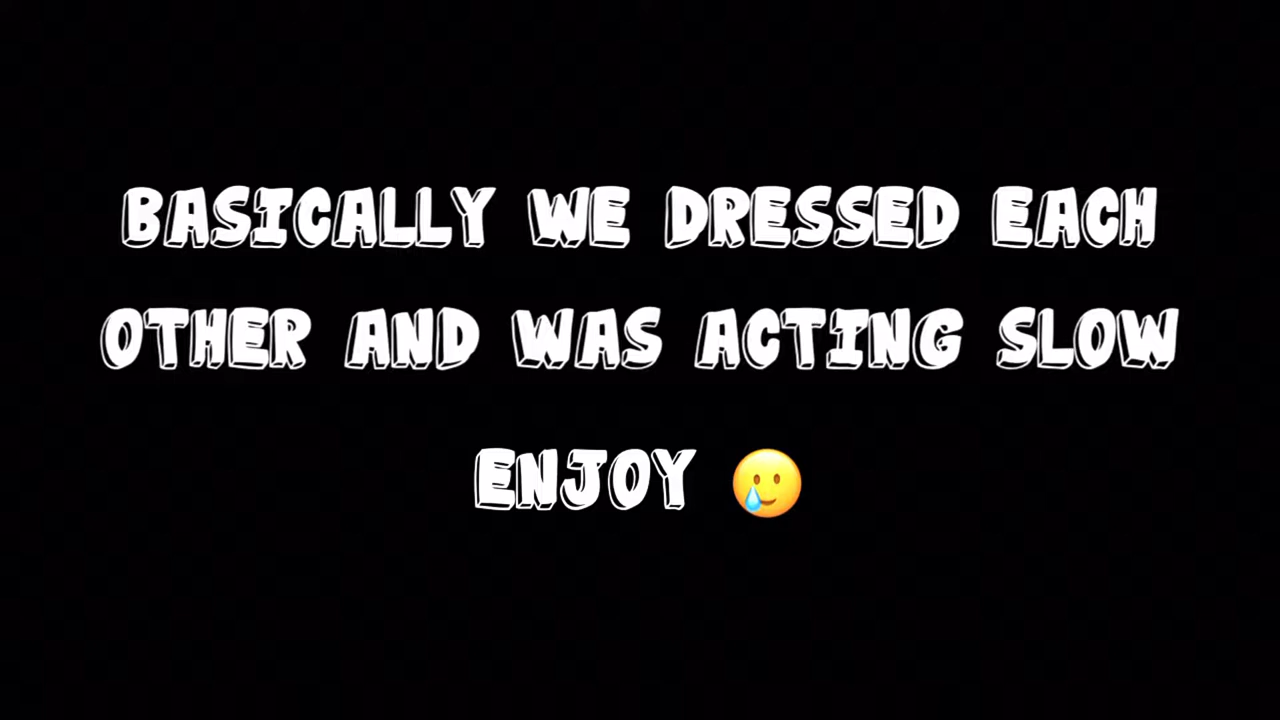 BASICALLY WE DRESSED EACH
OTHER AND WAS ACTING SLOW
ENJOY 🥲